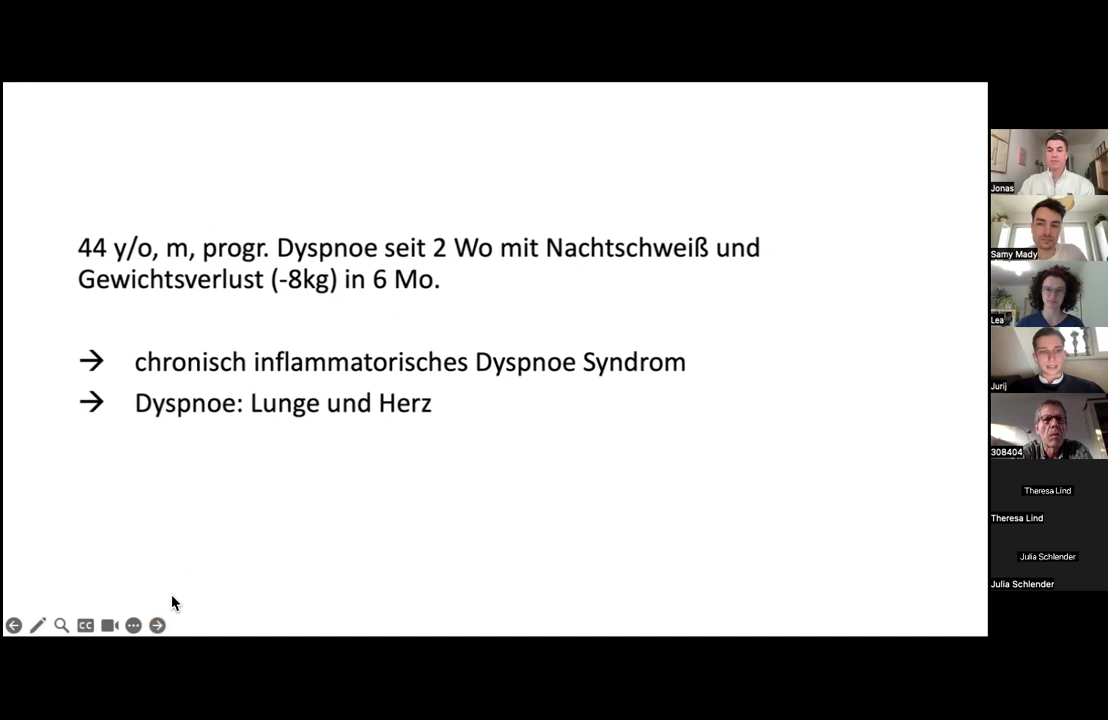 44 y/o, m, progr. Dyspnoe seit 2 Wo mit Nachtschweiß und
Gewichtsverlust (-8kg) in 6 Mo.
→ chronisch inflammatorisches Dyspnoe Syndrom
→ Dyspnoe: Lunge und Herz
CC
Jonas
Samy Mady
Lea
Jurij
308404
Theresa Lind
Theresa Lind
Julia Schlender
Julia Schlender